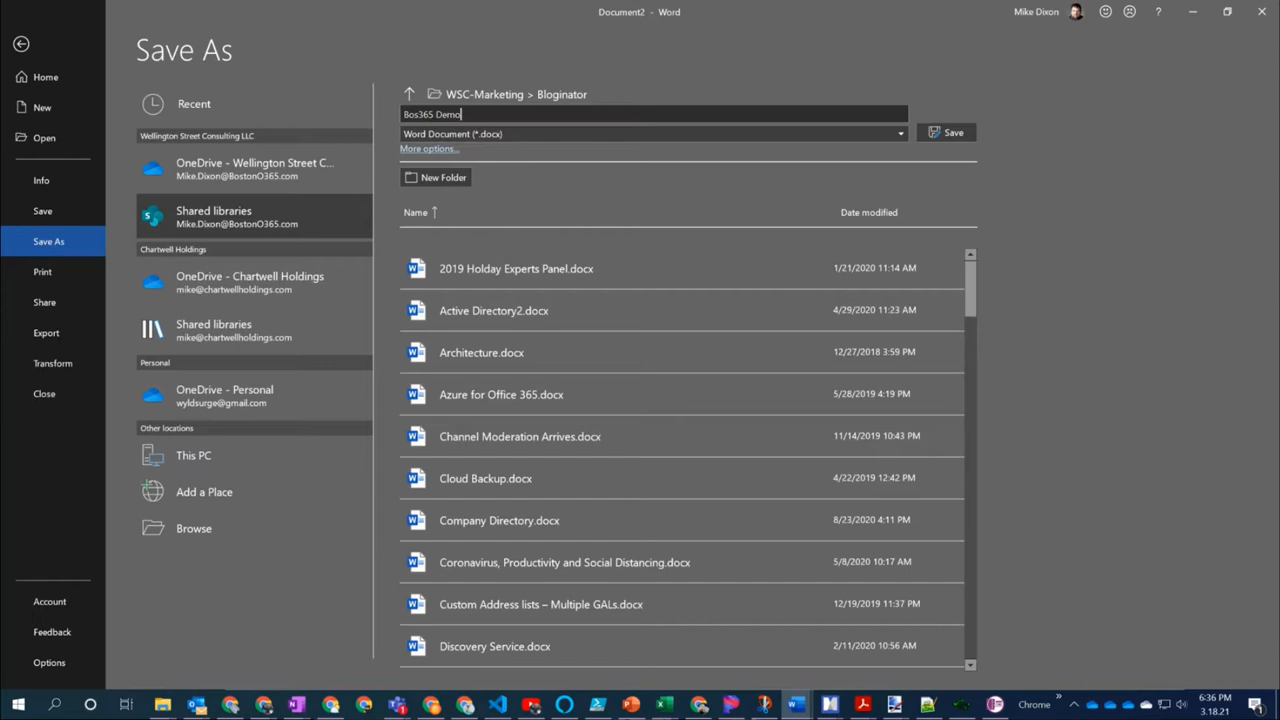 Document2 - Word
Mike Dixon
?
Save As
Home
New
Open
Info
Save
Save As
Print
Share
Export
Transform
Close
Account
Feedback
Options
Recent
Wellington Street Consulting LLC
OneDrive - Wellington Street C...
Mike.Dixon@BostonO365.com
Shared libraries
Mike.Dixon@BostonO365.com
Chartwell Holdings
OneDrive - Chartwell Holdings
mike@chartwellholdings.com
Shared libraries
mike@chartwellholdings.com
Personal
OneDrive - Personal
wyldsurge@gmail.com
Other locations
This PC
Add a Place
Browse
WSC-Marketing > Bloginator
Bos365 Demo
Word Document (*.docx)
Save
More options...
New Folder
Name Date modified
2019 Holday Experts Panel.docx 1/21/2020 11:14 AM
Active Directory2.docx 4/29/2020 11:23 AM
Architecture.docx 12/27/2018 3:59 PM
Azure for Office 365.docx 5/28/2019 4:19 PM
Channel Moderation Arrives.docx 11/14/2019 10:43 PM
Cloud Backup.docx 4/22/2019 12:42 PM
Company Directory.docx 8/23/2020 4:11 PM
Coronavirus, Productivity and Social Distancing.docx 5/8/2020 10:17 AM
Custom Address lists – Multiple GALs.docx 12/19/2019 11:37 PM
Discovery Service.docx 2/11/2020 10:56 AM
Chrome
6:36 PM
3.18.21